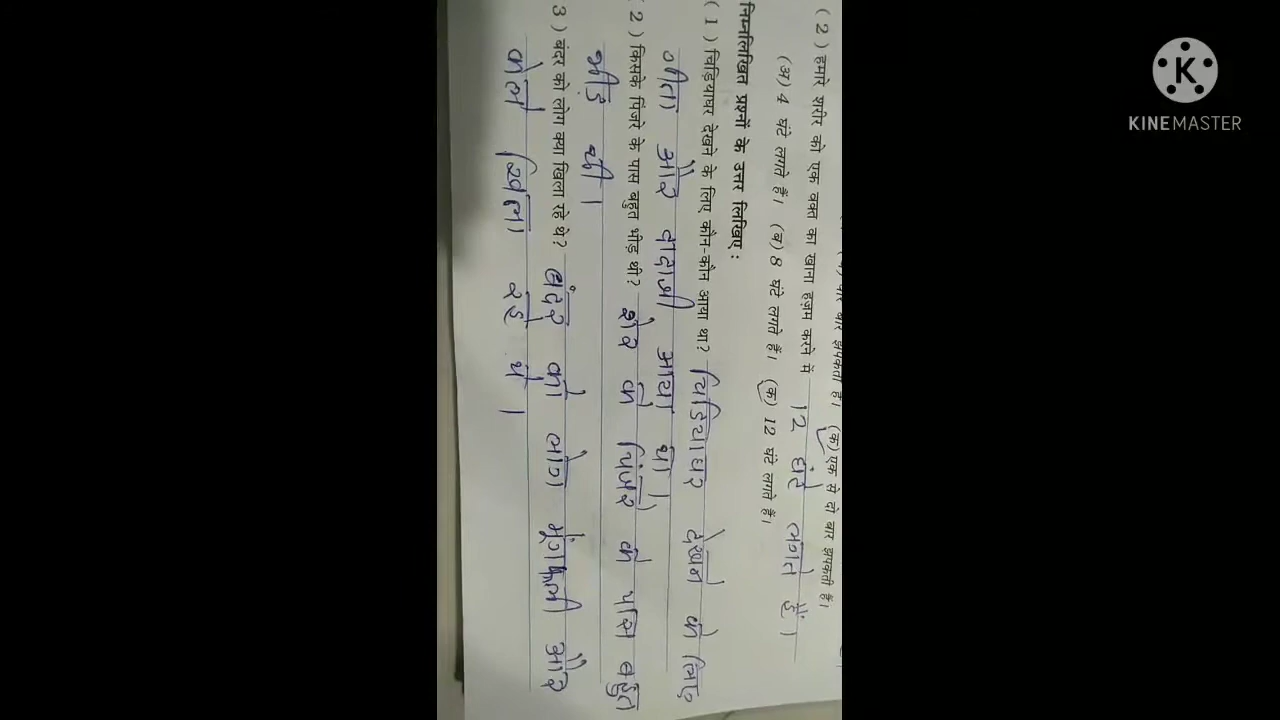 (क) एक से दो बार झपकती हैं।
(2) हमारे शरीर को एक वक्त का खाना हज़म करने में 12 घंटे लगते हैं।
(अ) 4 घंटे लगते हैं। (ब) 8 घंटे लगते हैं। (क) 12 घंटे लगते हैं।
निम्नलिखित प्रश्नों के उत्तर लिखिए :
(1) चिड़ियाघर देखने के लिए कौन-कौन आया था? चिडियाघर देखने के लिए
और दादाजी आया था।
2) किसके पिंजरे के पास बहुत भीड़ थी? शेर के पिंजरे के पास बहुत
भीड थी।
3) बंदर को लोग क्या खिला रहे थे? बंदर को लोग मूंगफली और
केले खिला रहे थे।
KINEMASTER